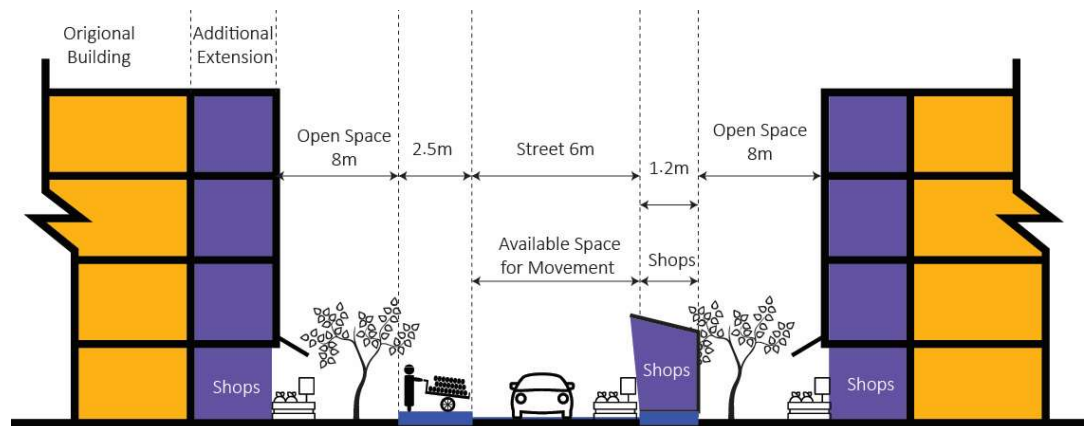 Origional
Building
Additional
Extension
Open Space
8m
2.5m
Street 6m
1.2m
Open Space
8m
Available Space
for Movement
Shops
Shops
Shops
Shops